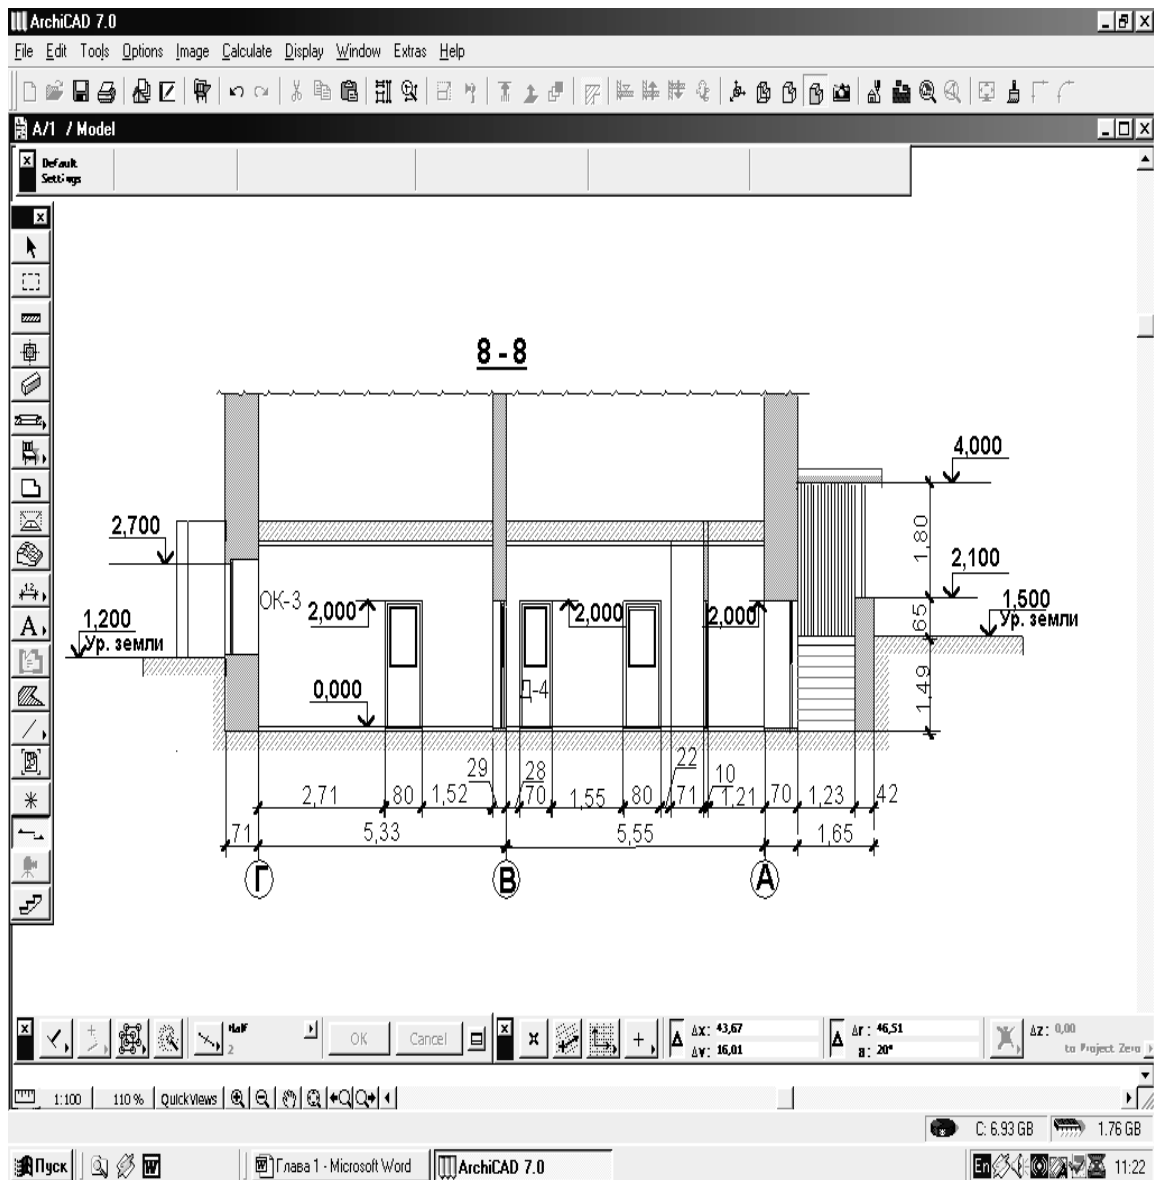 ArchiCAD 7.0
File Edit Tools Options Image Calculate Display Window Extras Help
A/1 / Model
Default
Settings
8 - 8
4,000
2,700
1,80
2,100
ОК-3
2,000
2,000
2,000
1,200
Ур. земли
1,500
Ур. земли
65
0,000
Д-4
1,49
29
28
22
10
2,71
80
1,52
70
1,55
80
71
1,21
70
1,23
42
71
5,33
5,55
1,65
Г
В
А
Half
2
OK
Cancel
Δx: 43,67
Δy: 16,01
Δr: 46,51
a: 20°
Δz: 0,00
to Project Zero
1:100
110 %
QuickViews
C: 6.93 GB
1.76 GB
Пуск
Глава 1 - Microsoft Word
ArchiCAD 7.0
En
11:22